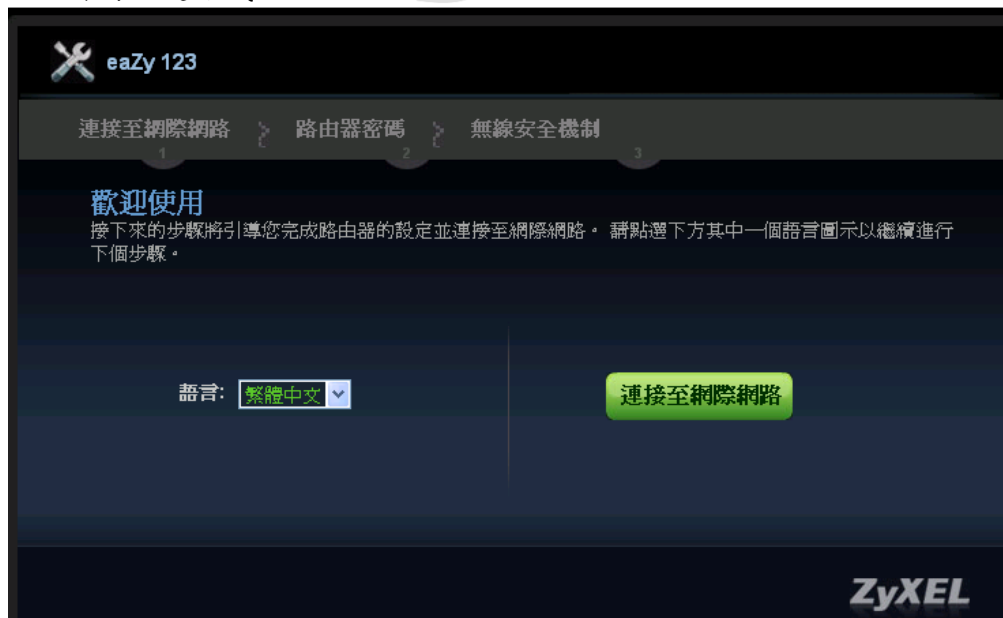 eaZy 123
連接至網際網路
1
路由器密碼
2
無線安全機制
3
歡迎使用
接下來的步驟將引導您完成路由器的設定並連接至網際網路。 請點選下方其中一個語言圖示以繼續進行
下個步驟。
語言: 繁體中文
連接至網際網路
ZyXEL